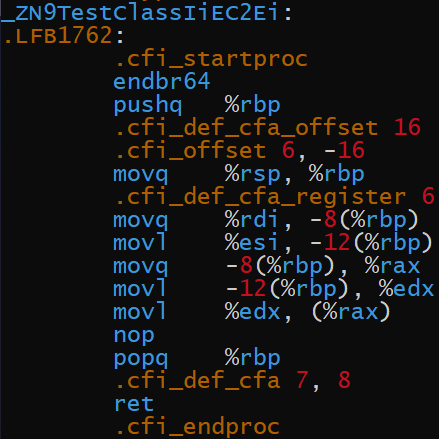 _ZN9TestClassIiEC2Ei:
.LFB1762:
.cfi_startproc
endbr64
pushq %rbp
.cfi_def_cfa_offset 16
.cfi_offset 6, -16
movq %rsp, %rbp
.cfi_def_cfa_register 6
movq %rdi, -8(%rbp)
movl %esi, -12(%rbp)
movq -8(%rbp), %rax
movl -12(%rbp), %edx
movl %edx, (%rax)
nop
popq %rbp
.cfi_def_cfa 7, 8
ret
.cfi_endproc